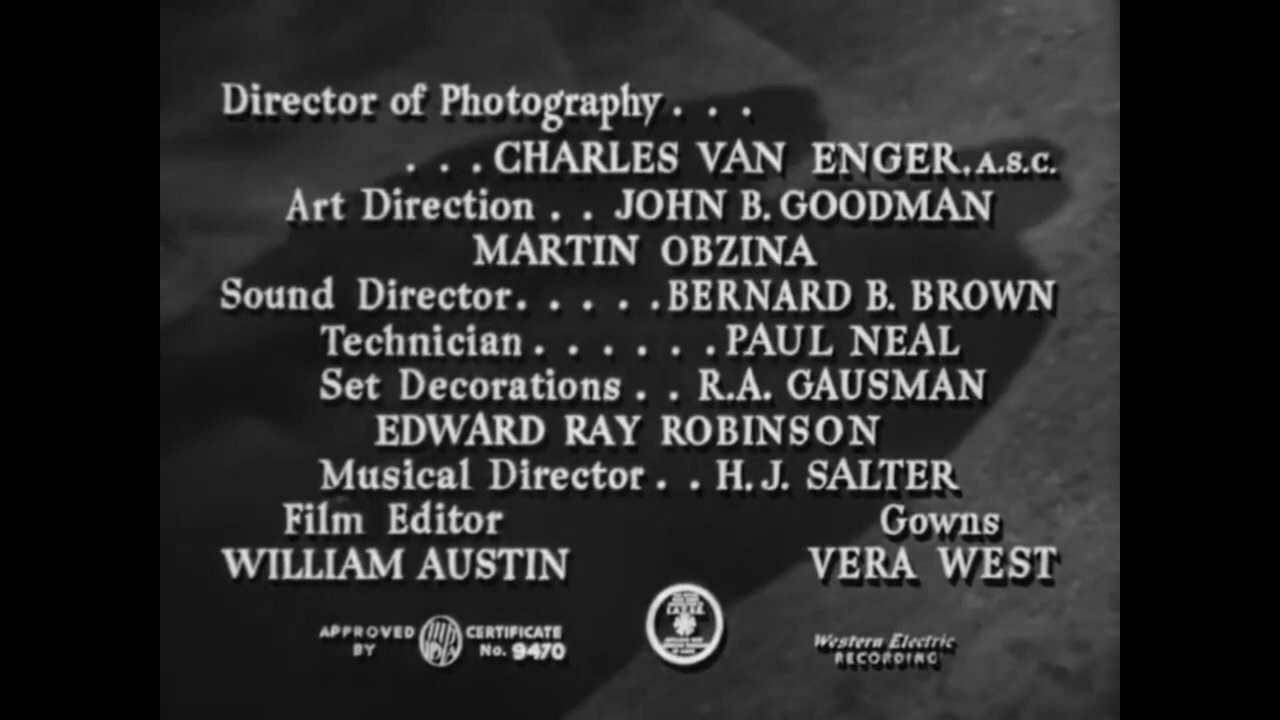 Director of Photography . . .
. . . CHARLES VAN ENGER, A.S.C.
Art Direction . . JOHN B. GOODMAN
MARTIN OBZINA
Sound Director . . . . . BERNARD B. BROWN
Technician . . . . . . PAUL NEAL
Set Decorations . . R.A. GAUSMAN
EDWARD RAY ROBINSON
Musical Director . . H. J. SALTER
Film Editor Gowns
WILLIAM AUSTIN VERA WEST
APPROVED BY CERTIFICATE No. 9470
I.A.T.S.E.
Western Electric
RECORDING